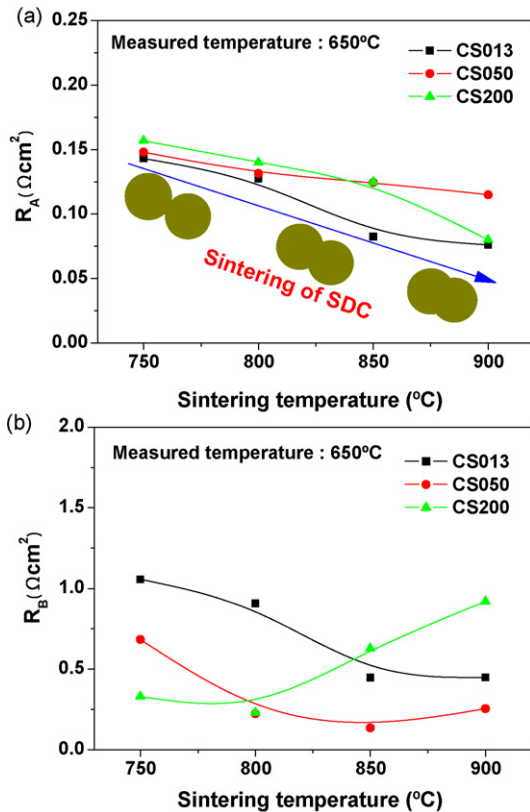 (a)
Measured temperature : 650ºC
CS013
CS050
CS200
0.25
0.20
0.15
0.10
0.05
0.00
R_A(Ωcm²)
Sintering of SDC
750 800 850 900
Sintering temperature (ºC)
(b)
Measured temperature : 650ºC
CS013
CS050
CS200
2.0
1.5
1.0
0.5
0.0
R_B(Ωcm²)
750 800 850 900
Sintering temperature (ºC)